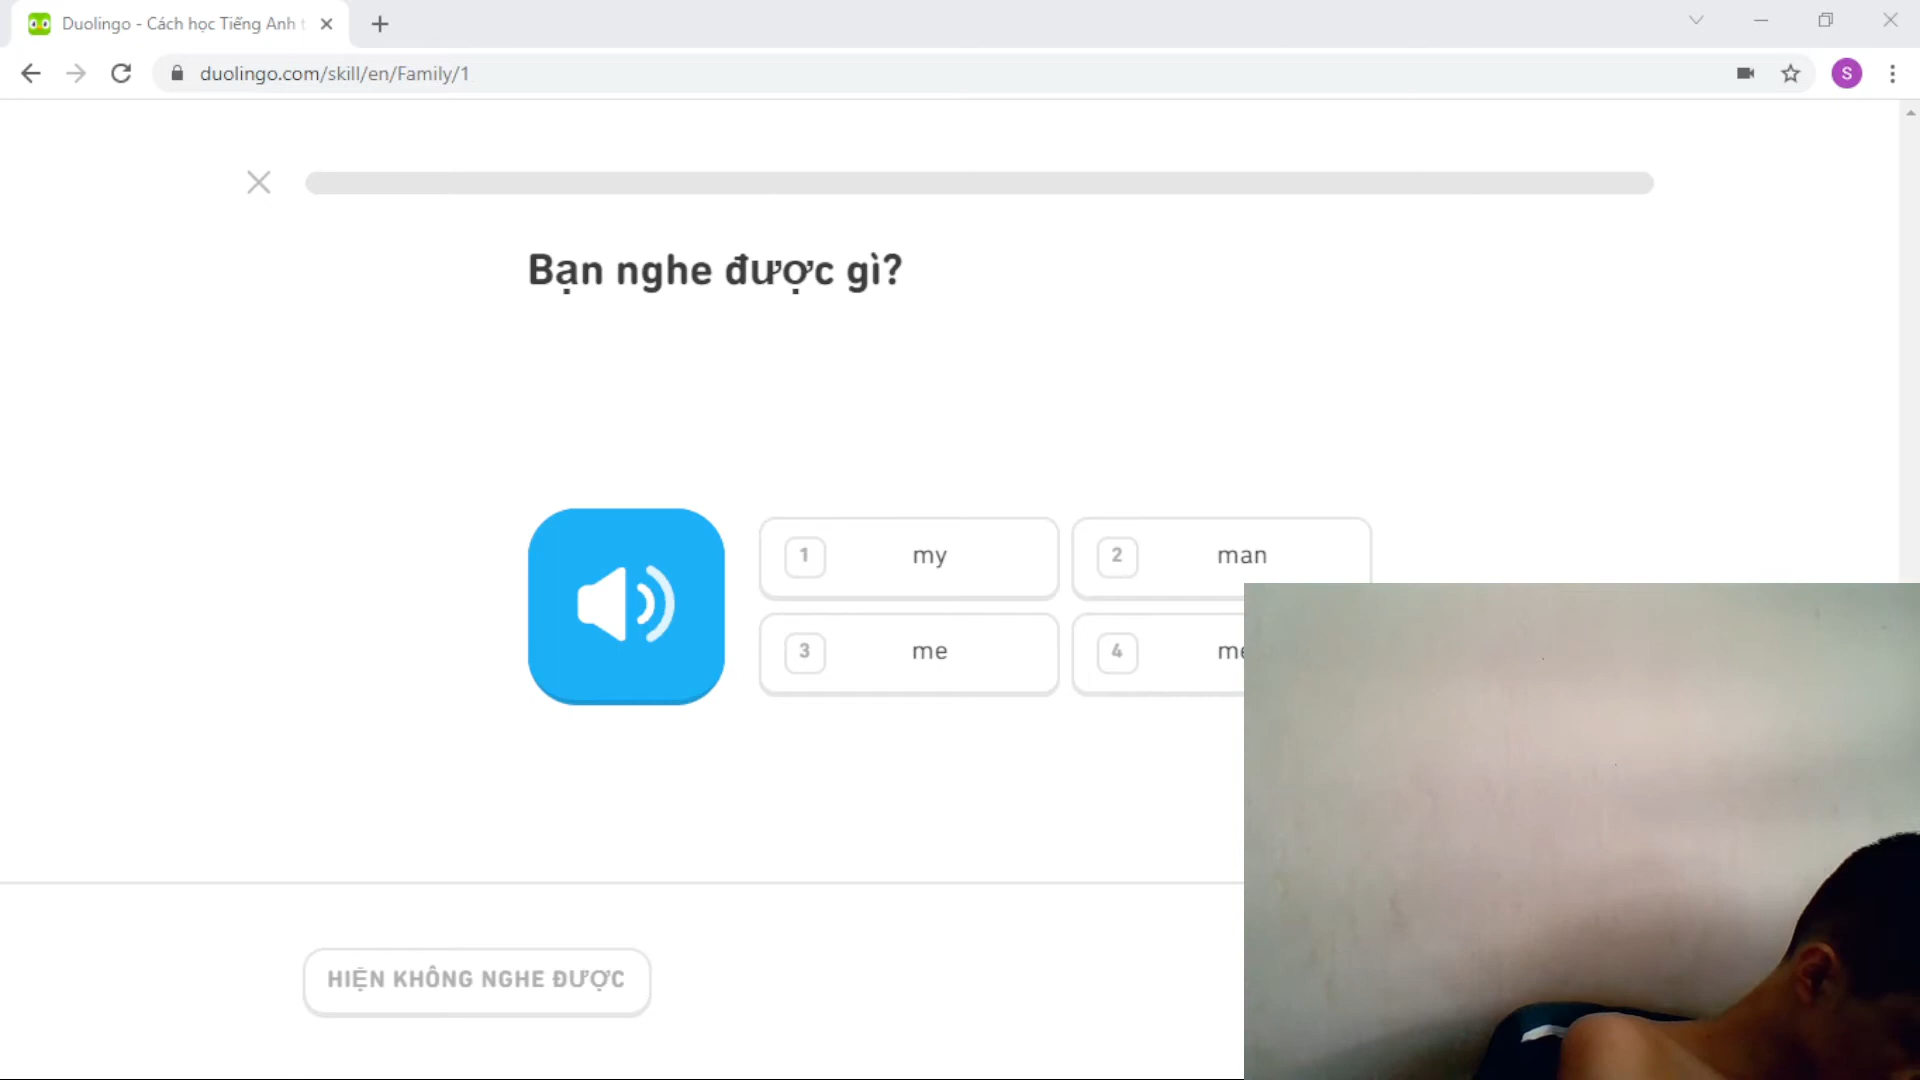 Duolingo - Cách học Tiếng Anh
duolingo.com/skill/en/Family/1
S
Bạn nghe được gì?
1 my
2 man
3 me
4
HIỆN KHÔNG NGHE ĐƯỢC